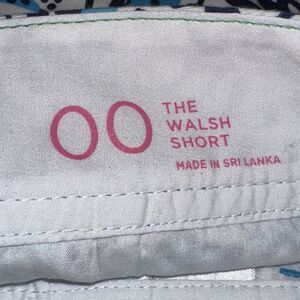 00
THE
WALSH
SHORT
MADE IN SRI LANKA